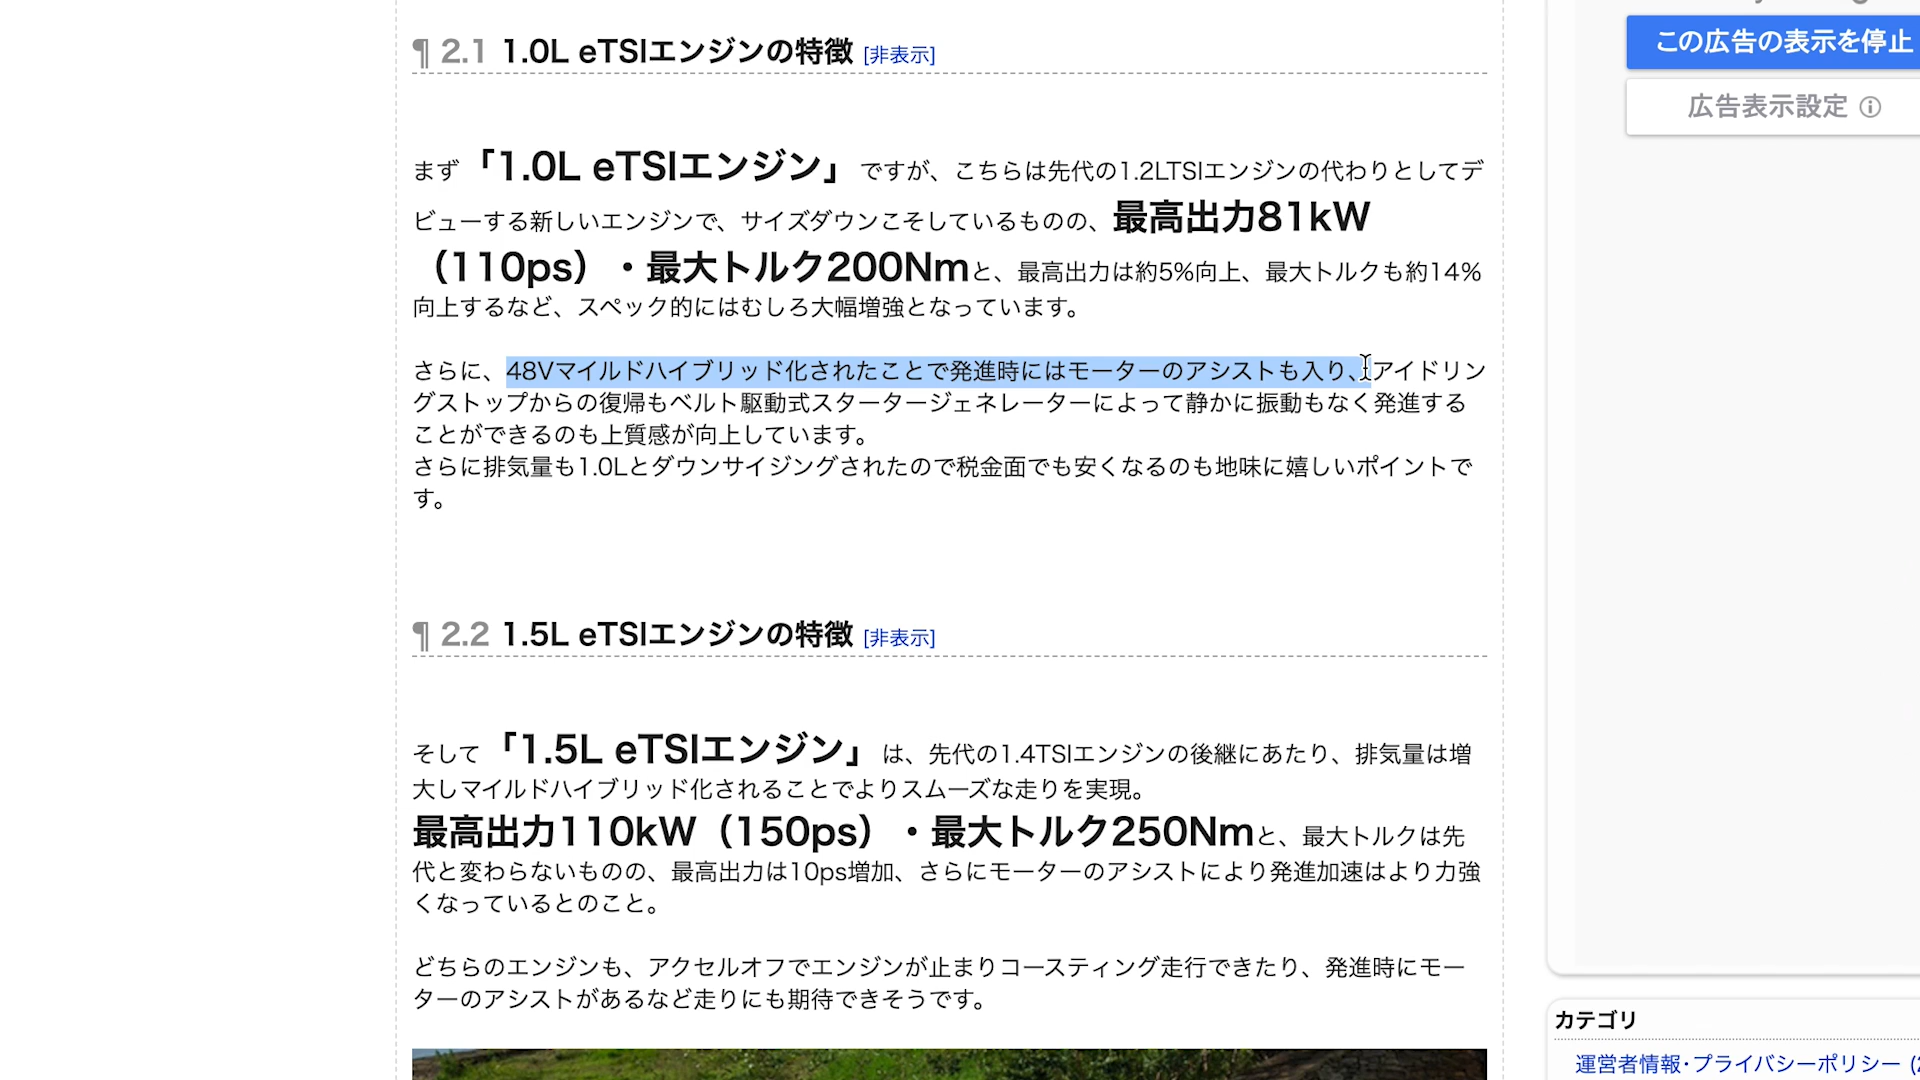 ¶ 2.1 1.0L eTSIエンジンの特徴 [非表示]
まず「1.0L eTSIエンジン」ですが、こちらは先代の1.2LTSIエンジンの代わりとしてデ
ビューする新しいエンジンで、サイズダウンこそしているものの、最高出力81kW
（110ps）・最大トルク200Nmと、最高出力は約5%向上、最大トルクも約14%
向上するなど、スペック的にはむしろ大幅増強となっています。
さらに、48Vマイルドハイブリッド化されたことで発進時にはモーターのアシストも入り、アイドリン
グストップからの復帰もベルト駆動式スタータージェネレーターによって静かに振動もなく発進する
ことができるのも上質感が向上しています。
さらに排気量も1.0Lとダウンサイジングされたので税金面でも安くなるのも地味に嬉しいポイントで
す。
¶ 2.2 1.5L eTSIエンジンの特徴 [非表示]
そして「1.5L eTSIエンジン」は、先代の1.4TSIエンジンの後継にあたり、排気量は増
大しマイルドハイブリッド化されることでよりスムーズな走りを実現。
最高出力110kW（150ps）・最大トルク250Nmと、最大トルクは先
代と変わらないものの、最高出力は10ps増加、さらにモーターのアシストにより発進加速はより力強
くなっているとのこと。
どちらのエンジンも、アクセルオフでエンジンが止まりコースティング走行できたり、発進時にモー
ターのアシストがあるなど走りにも期待できそうです。
この広告の表示を停止
広告表示設定
カテゴリ
運営者情報･プライバシーポリシー